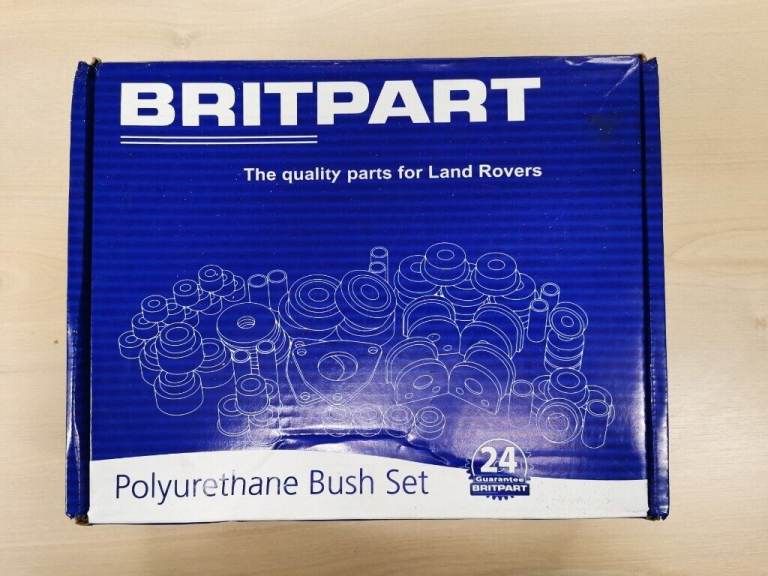 BRITPART
The quality parts for Land Rovers
Polyurethane Bush Set
24
Guarantee
BRITPART